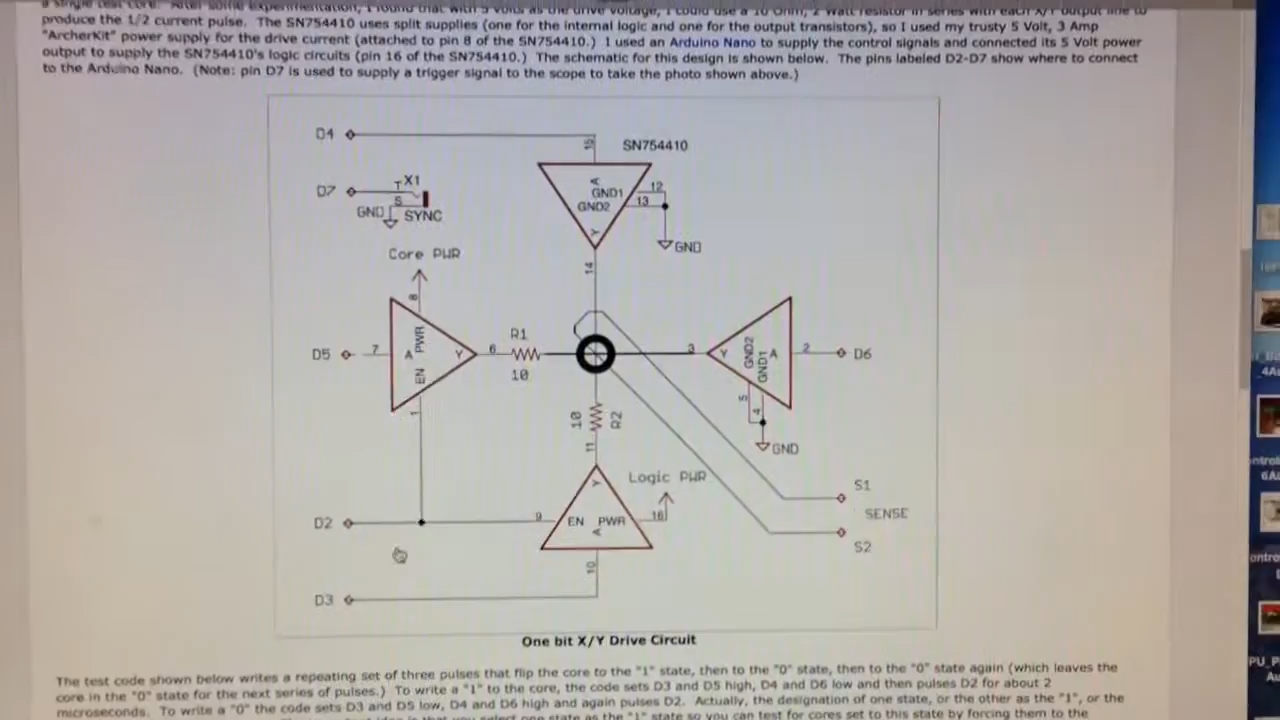 produce the 1/2 current pulse. The SN754410 uses split supplies (one for the internal logic and one for the output transistors), so I used my trusty 5 Volt, 3 Amp
"ArcherKit" power supply for the drive current (attached to pin 8 of the SN754410.) I used an Arduino Nano to supply the control signals and connected its 5 Volt power
output to supply the SN754410's logic circuits (pin 16 of the SN754410.) The schematic for this design is shown below. The pins labeled D2-D7 show where to connect
to the Arduino Nano. (Note: pin D7 is used to supply a trigger signal to the scope to take the photo shown above.)
D4
15
SN754410
D7
T X1
S
GND
SYNC
A
GND1
GND2
Y
12
13
GND
Core PWR
8
14
D5
7
A
PWR
EN
Y
6
R1
10
3
Y
GND2
GND1
A
2
D6
1
10
R2
5
4
GND
11
Logic PWR
S1
SENSE
S2
D2
9
Y
EN PWR
A
16
10
D3
One bit X/Y Drive Circuit
The test code shown below writes a repeating set of three pulses that flip the core to the "1" state, then to the "0" state, then to the "0" state again (which leaves the
core in the "0" state for the next series of pulses.) To write a "1" to the core, the code sets D3 and D5 high, D4 and D6 low and then pulses D2 for about 2
microseconds. To write a "0" the code sets D3 and D5 low, D4 and D6 high and again pulses D2. Actually, the designation of one state, or the other as the "1", or the